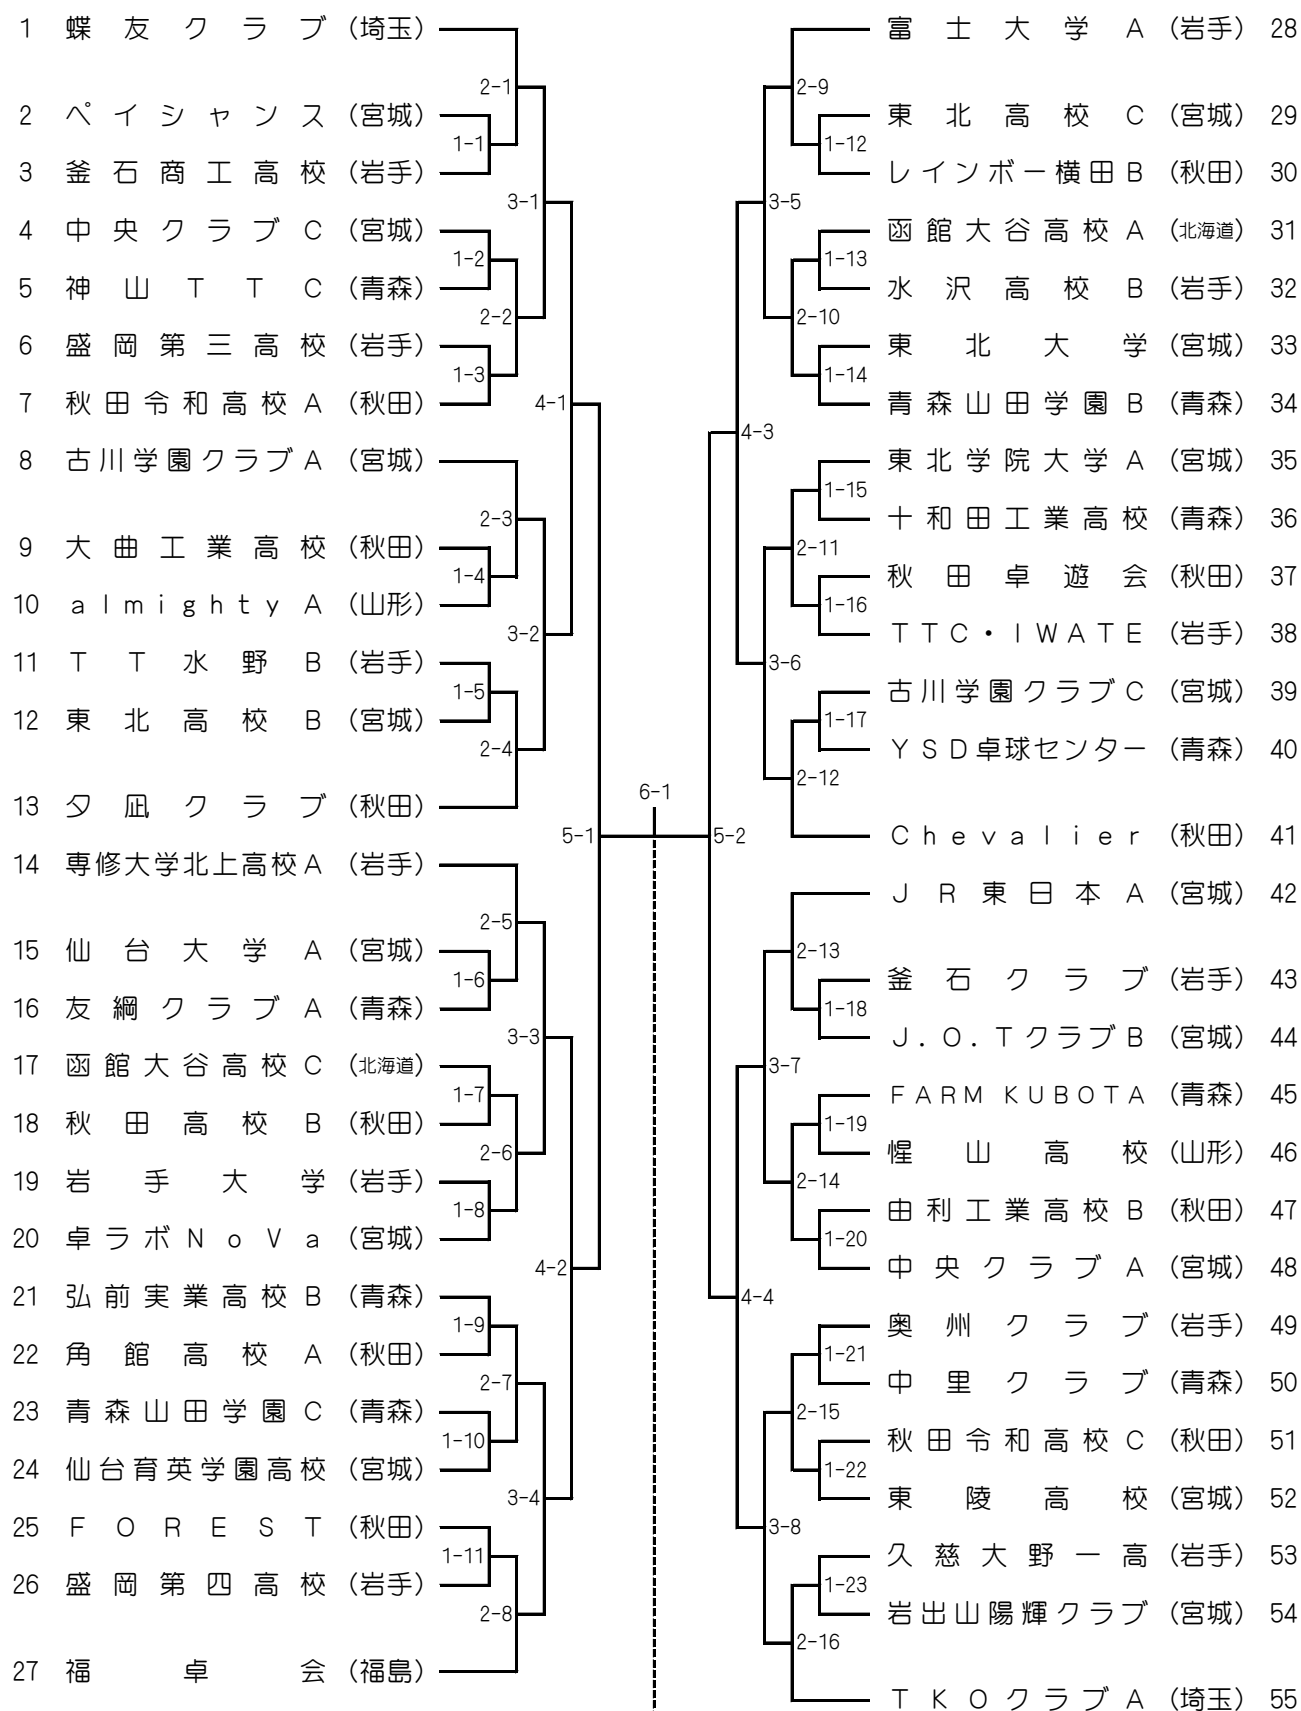 1 蝶友クラブ (埼玉)
2-1
2 ペイシャンス (宮城)
1-1
3 釜石商工高校 (岩手)
3-1
4 中央クラブC (宮城)
1-2
5 神山TTC (青森)
2-2
6 盛岡第三高校 (岩手)
1-3
7 秋田令和高校A (秋田)
4-1
8 古川学園クラブA (宮城)
2-3
9 大曲工業高校 (秋田)
1-4
10 almightyA (山形)
3-2
11 TT水野B (岩手)
1-5
12 東北高校B (宮城)
2-4
13 夕凪クラブ (秋田)
5-1
14 専修大学北上高校A (岩手)
2-5
15 仙台大学A (宮城)
1-6
16 友綱クラブA (青森)
3-3
17 函館大谷高校C (北海道)
1-7
18 秋田高校B (秋田)
2-6
19 岩手大学 (岩手)
1-8
20 卓ラボNoVa (宮城)
4-2
21 弘前実業高校B (青森)
1-9
22 角館高校A (秋田)
2-7
23 青森山田学園C (青森)
1-10
24 仙台育英学園高校 (宮城)
3-4
25 FOREST (秋田)
1-11
26 盛岡第四高校 (岩手)
2-8
27 福卓会 (福島)
6-1
富士大学A (岩手) 28
2-9
東北高校C (宮城) 29
1-12
レインボー横田B (秋田) 30
3-5
函館大谷高校A (北海道) 31
1-13
水沢高校B (岩手) 32
2-10
東北大学 (宮城) 33
1-14
青森山田学園B (青森) 34
4-3
東北学院大学A (宮城) 35
1-15
十和田工業高校 (青森) 36
2-11
秋田卓遊会 (秋田) 37
1-16
TTC・IWATE (岩手) 38
3-6
古川学園クラブC (宮城) 39
1-17
YSD卓球センター (青森) 40
2-12
Chevalier (秋田) 41
5-2
JR東日本A (宮城) 42
2-13
釜石クラブ (岩手) 43
1-18
J.O.TクラブB (宮城) 44
3-7
FARM KUBOTA (青森) 45
1-19
惺山高校 (山形) 46
2-14
由利工業高校B (秋田) 47
1-20
中央クラブA (宮城) 48
4-4
奥州クラブ (岩手) 49
1-21
中里クラブ (青森) 50
2-15
秋田令和高校C (秋田) 51
1-22
東陵高校 (宮城) 52
3-8
久慈大野一高 (岩手) 53
1-23
岩出山陽輝クラブ (宮城) 54
2-16
TKOクラブA (埼玉) 55